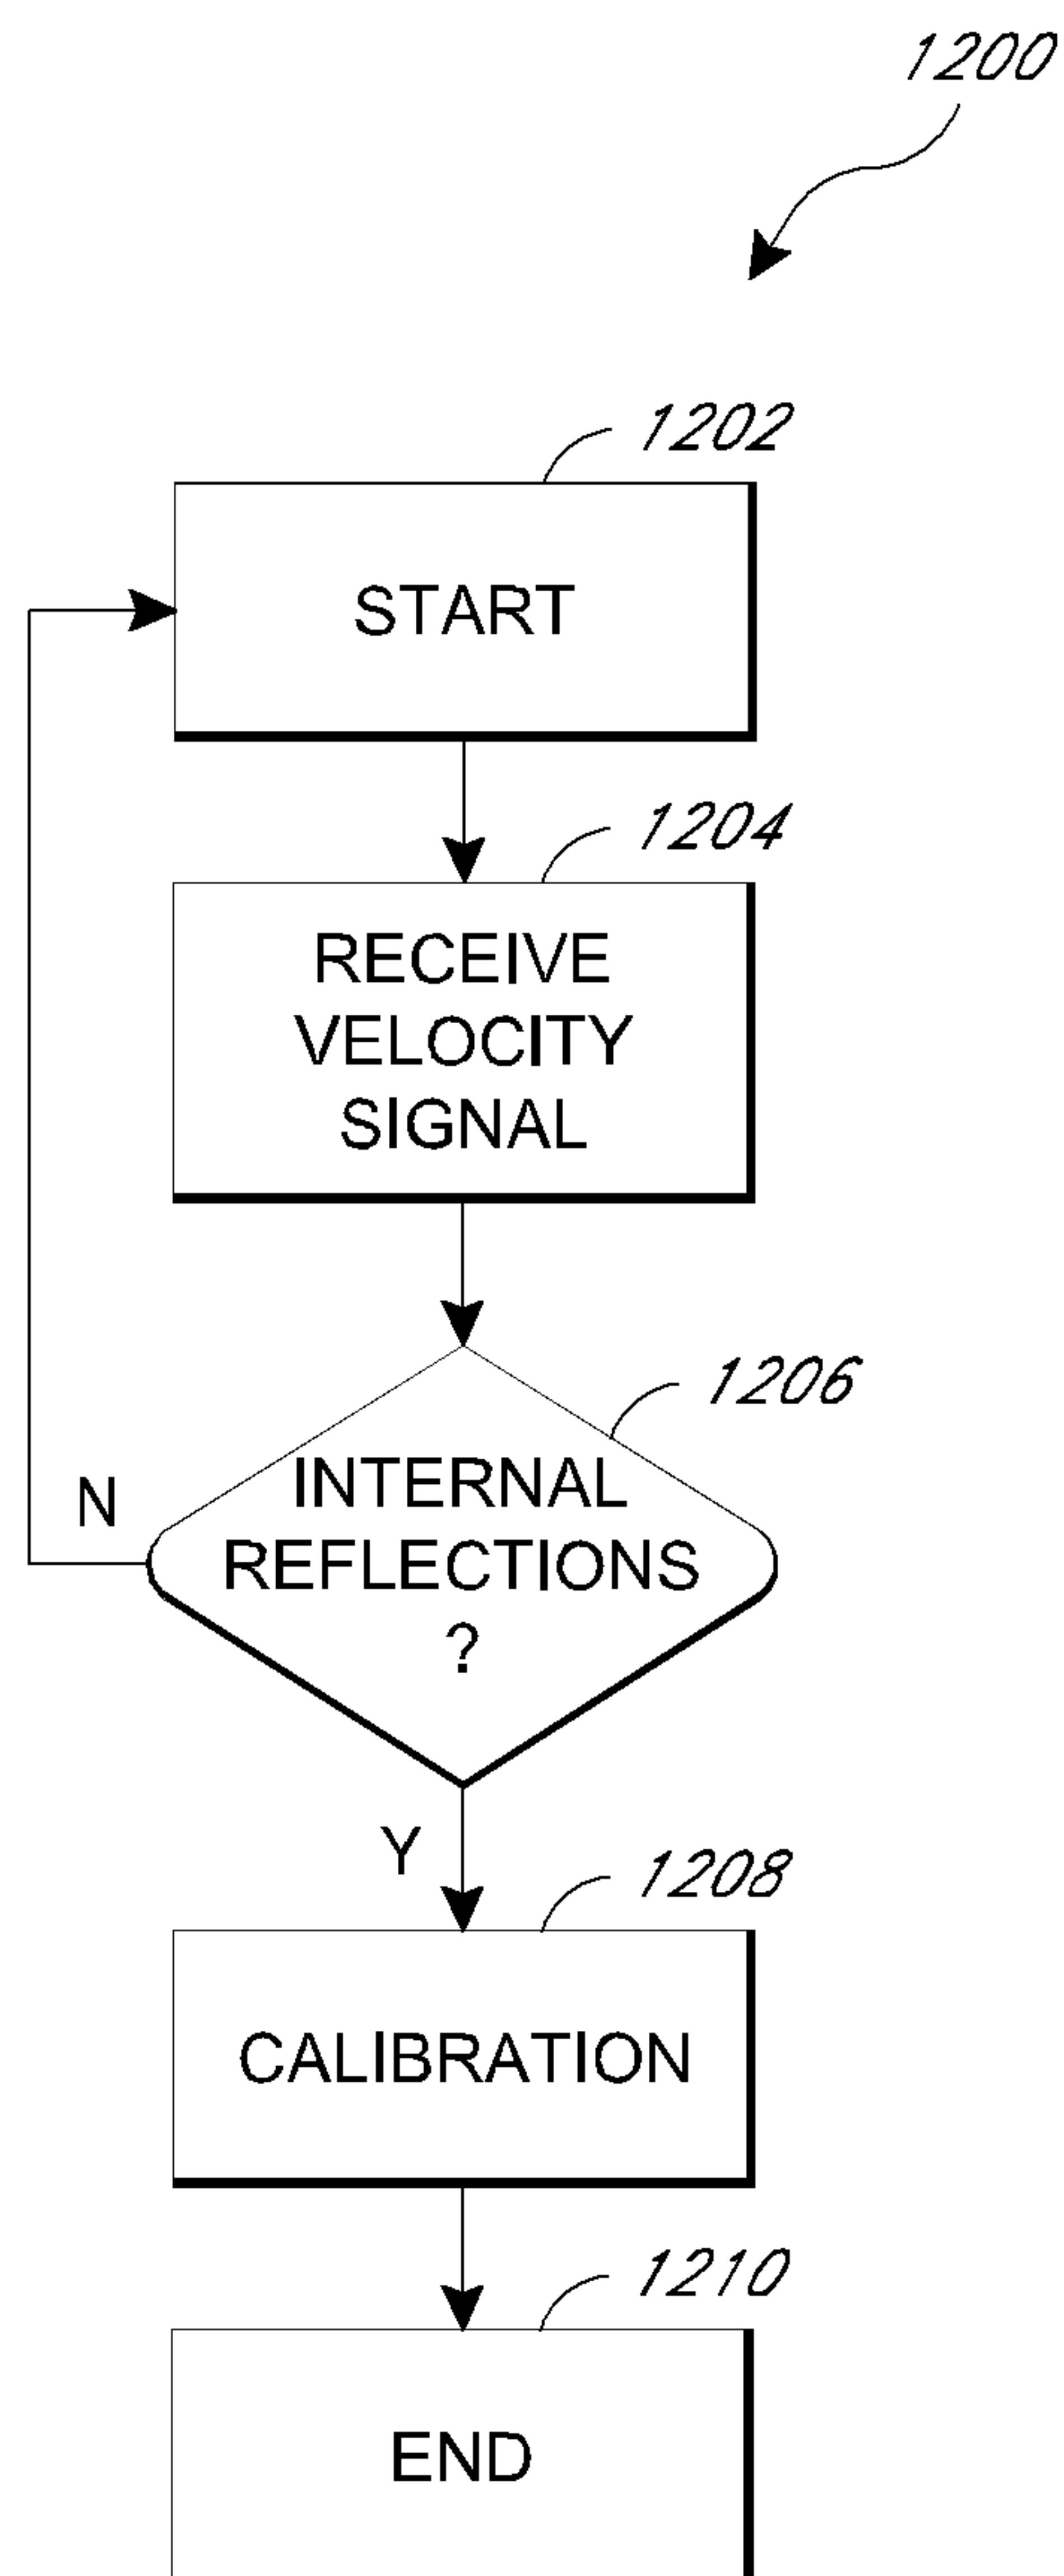 1200
1202
START
1204
RECEIVE
VELOCITY
SIGNAL
1206
INTERNAL
REFLECTIONS
?
N
Y
1208
CALIBRATION
1210
END